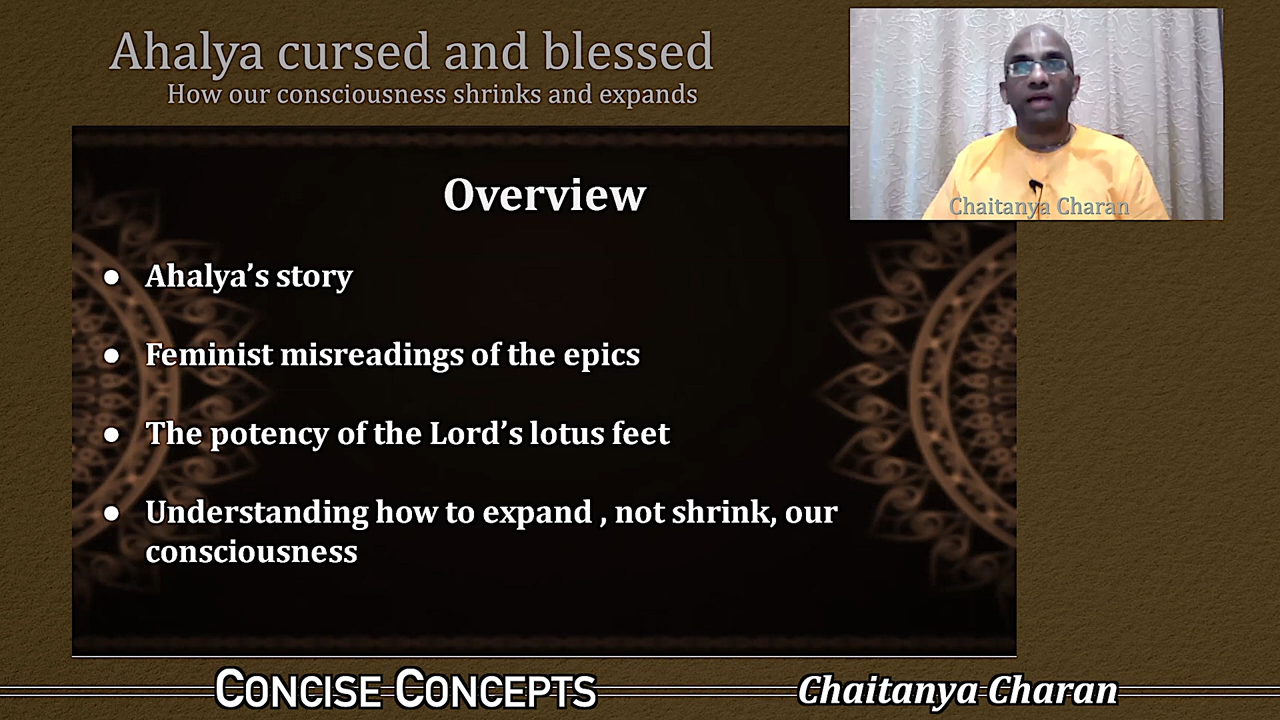 Ahalya cursed and blessed
How our consciousness shrinks and expands
Chaitanya Charan
Overview
● Ahalya’s story
● Feminist misreadings of the epics
● The potency of the Lord’s lotus feet
● Understanding how to expand , not shrink, our
consciousness
CONCISE CONCEPTS
Chaitanya Charan